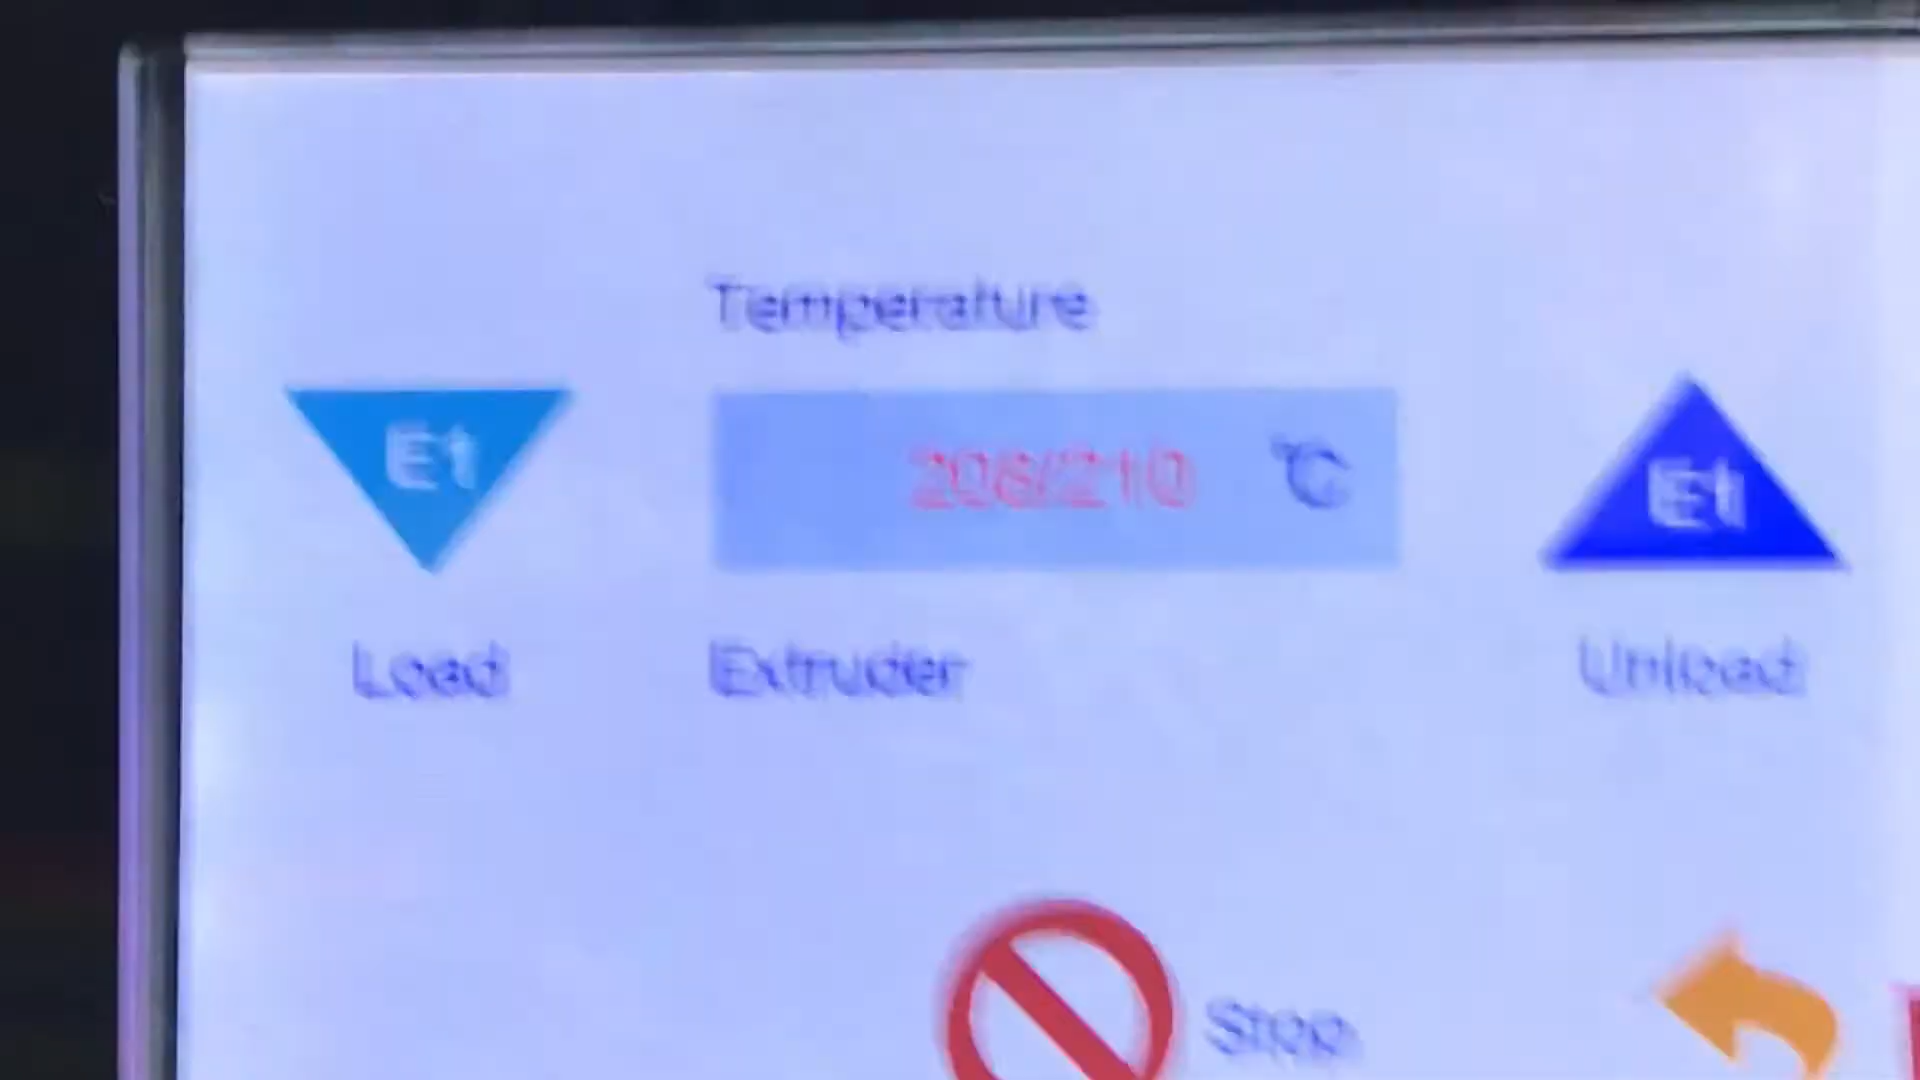 Temperature
E1
208/210 ℃
E1
Load
Extruder
Unload
Stop